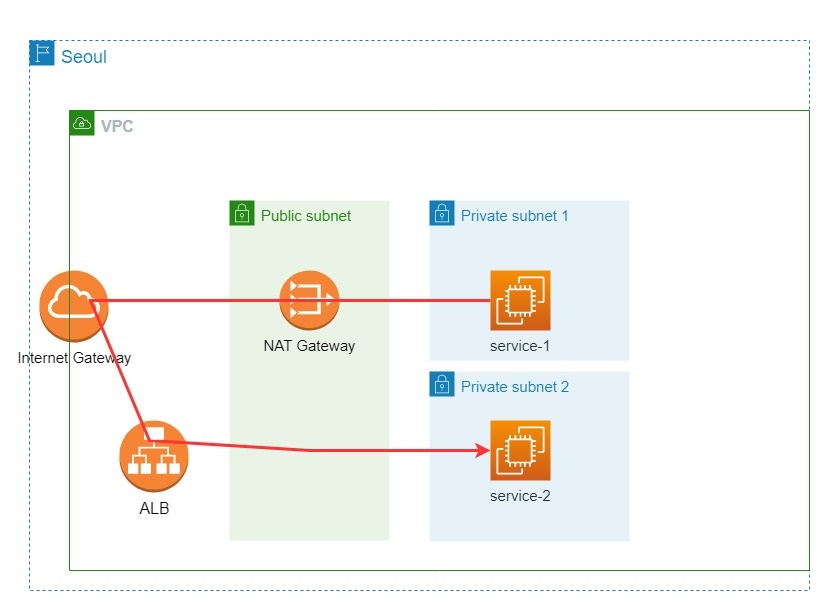 Seoul
VPC
Public subnet
Private subnet 1
Internet Gateway
NAT Gateway
service-1
Private subnet 2
ALB
service-2